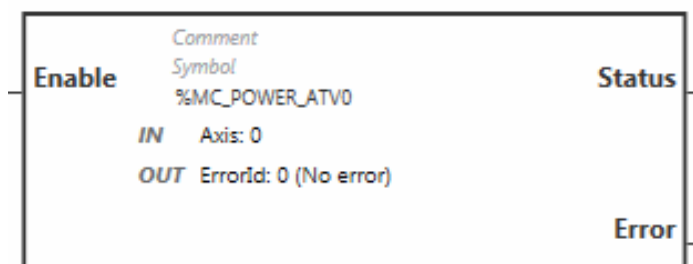 Comment
Enable Symbol Status
%MC_POWER_ATV0
IN Axis: 0
OUT ErrorId: 0 (No error)
Error